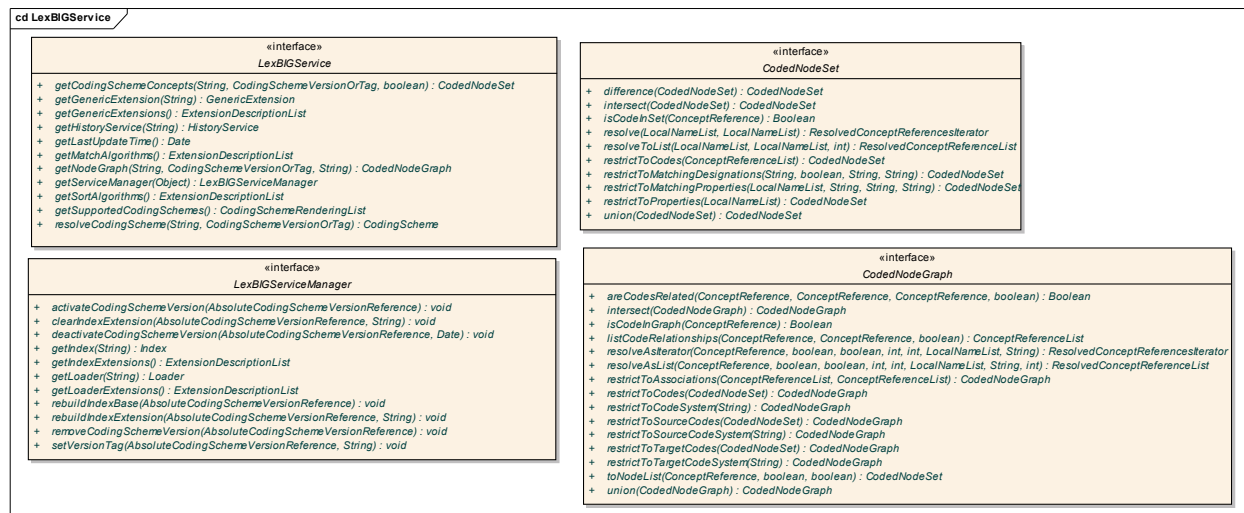 cd LexBIGService
«interface»
LexBIGService
+ getCodingSchemeConcepts(String, CodingSchemeVersionOrTag, boolean) : CodedNodeSet
+ getGenericExtension(String) : GenericExtension
+ getGenericExtensions() : ExtensionDescriptionList
+ getHistoryService(String) : HistoryService
+ getLastUpdateTime() : Date
+ getMatchAlgorithms() : ExtensionDescriptionList
+ getNodeGraph(String, CodingSchemeVersionOrTag, String) : CodedNodeGraph
+ getServiceManager(Object) : LexBIGServiceManager
+ getSortAlgorithms() : ExtensionDescriptionList
+ getSupportedCodingSchemes() : CodingSchemeRenderingList
+ resolveCodingScheme(String, CodingSchemeVersionOrTag) : CodingScheme
«interface»
CodedNodeSet
+ difference(CodedNodeSet) : CodedNodeSet
+ intersect(CodedNodeSet) : CodedNodeSet
+ isCodeInSet(ConceptReference) : Boolean
+ resolve(LocalNameList, LocalNameList) : ResolvedConceptReferencesIterator
+ resolveToList(LocalNameList, LocalNameList, int) : ResolvedConceptReferenceList
+ restrictToCodes(ConceptReferenceList) : CodedNodeSet
+ restrictToMatchingDesignations(String, boolean, String, String) : CodedNodeSet
+ restrictToMatchingProperties(LocalNameList, String, String, String) : CodedNodeSet
+ restrictToProperties(LocalNameList) : CodedNodeSet
+ union(CodedNodeSet) : CodedNodeSet
«interface»
LexBIGServiceManager
+ activateCodingSchemeVersion(AbsoluteCodingSchemeVersionReference) : void
+ clearIndexExtension(AbsoluteCodingSchemeVersionReference, String) : void
+ deactivateCodingSchemeVersion(AbsoluteCodingSchemeVersionReference, Date) : void
+ getIndex(String) : Index
+ getIndexExtensions() : ExtensionDescriptionList
+ getLoader(String) : Loader
+ getLoaderExtensions() : ExtensionDescriptionList
+ rebuildIndexBase(AbsoluteCodingSchemeVersionReference) : void
+ rebuildIndexExtension(AbsoluteCodingSchemeVersionReference, String) : void
+ removeCodingSchemeVersion(AbsoluteCodingSchemeVersionReference) : void
+ setVersionTag(AbsoluteCodingSchemeVersionReference, String) : void
«interface»
CodedNodeGraph
+ areCodesRelated(ConceptReference, ConceptReference, ConceptReference, boolean) : Boolean
+ intersect(CodedNodeGraph) : CodedNodeGraph
+ isCodeInGraph(ConceptReference) : Boolean
+ listCodeRelationships(ConceptReference, ConceptReference, boolean) : ConceptReferenceList
+ resolveAsIterator(ConceptReference, boolean, boolean, int, int, LocalNameList, String) : ResolvedConceptReferencesIterator
+ resolveAsList(ConceptReference, boolean, boolean, int, int, LocalNameList, String, int) : ResolvedConceptReferenceList
+ restrictToAssociations(ConceptReferenceList, ConceptReferenceList) : CodedNodeGraph
+ restrictToCodes(CodedNodeSet) : CodedNodeGraph
+ restrictToCodeSystem(String) : CodedNodeGraph
+ restrictToSourceCodes(CodedNodeSet) : CodedNodeGraph
+ restrictToSourceCodeSystem(String) : CodedNodeGraph
+ restrictToTargetCodes(CodedNodeSet) : CodedNodeGraph
+ restrictToTargetCodeSystem(String) : CodedNodeGraph
+ toNodeList(ConceptReference, boolean, boolean) : CodedNodeSet
+ union(CodedNodeGraph) : CodedNodeGraph